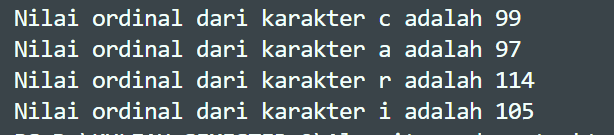 Nilai ordinal dari karakter c adalah 99
Nilai ordinal dari karakter a adalah 97
Nilai ordinal dari karakter r adalah 114
Nilai ordinal dari karakter i adalah 105